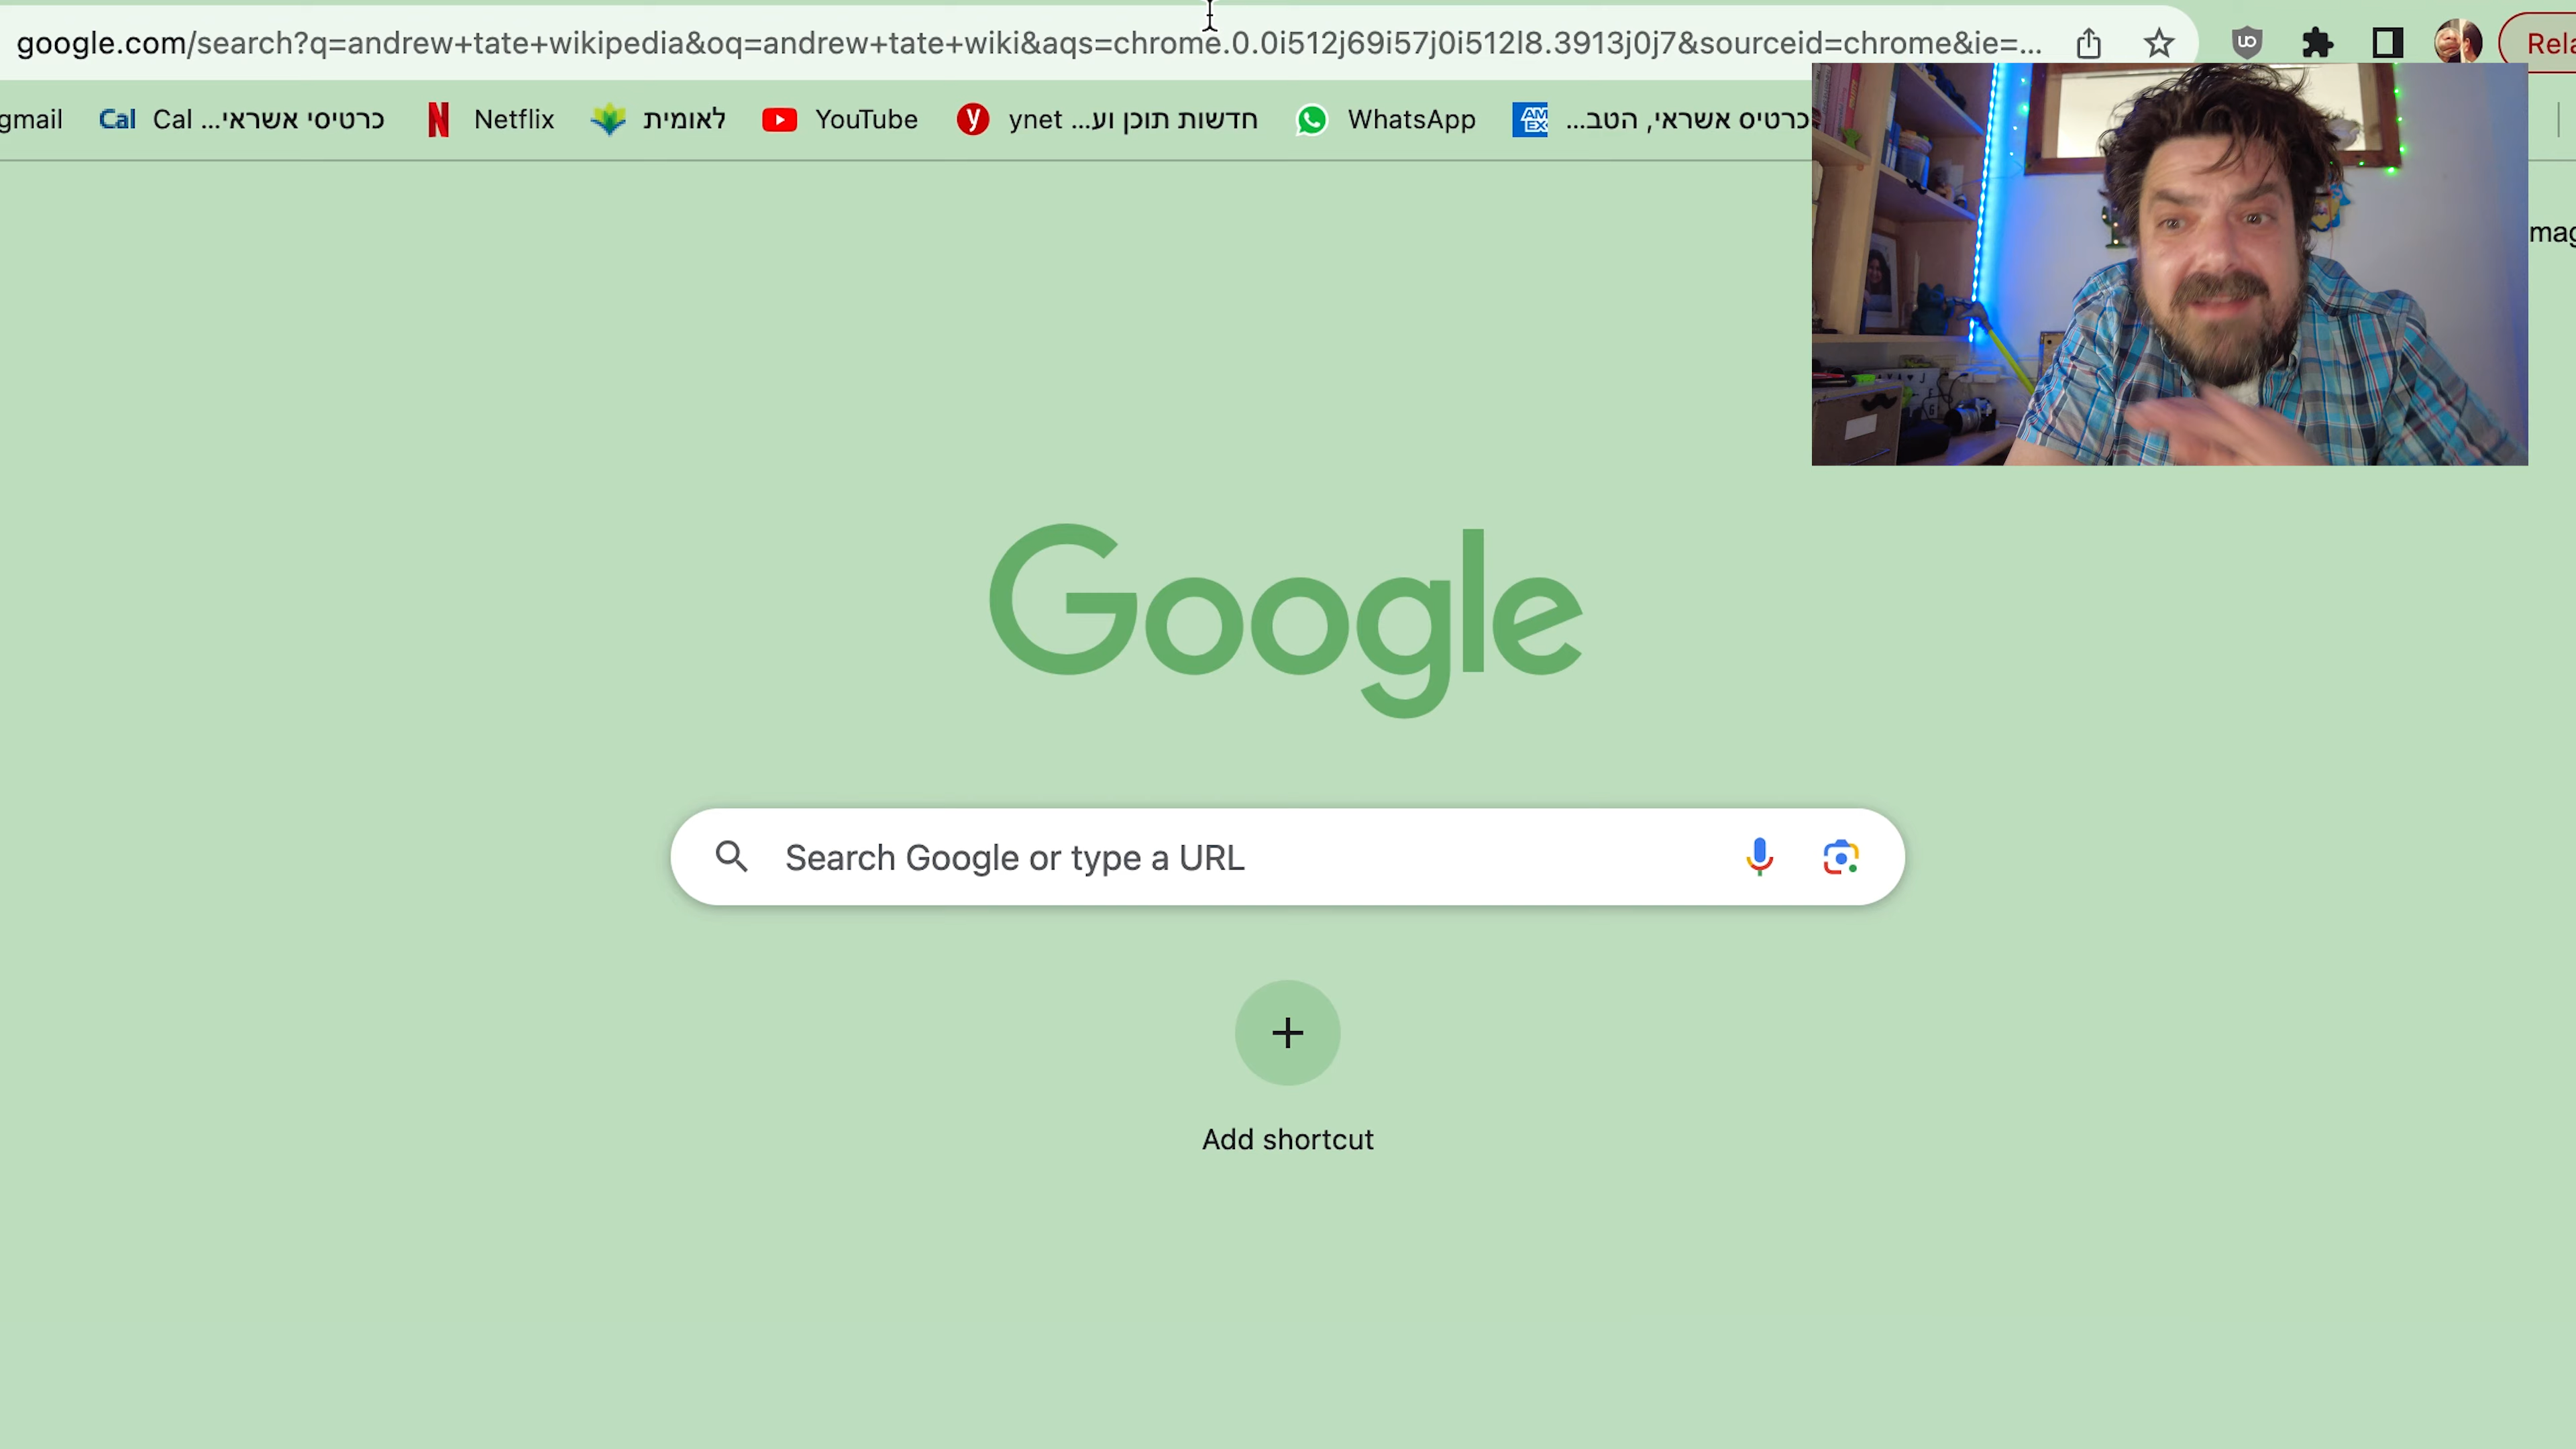 google.com/search?q=andrew+tate+wikipedia&oq=andrew+tate+wiki&aqs=chrome.0.0i512j69i57j0i512l8.3913j0j7&sourceid=chrome&ie=...
Rela
gmail Cal Cal ...כרטיסי אשראי N Netflix לאומית YouTube y ynet ...חדשות תוכן וע WhatsApp AM EX ...כרטיס אשראי, הטב
mag
Google
Search Google or type a URL
Add shortcut